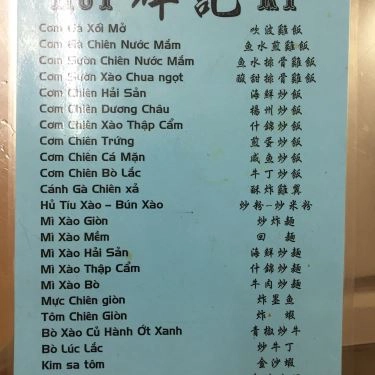 記 KÝ
Cơm Gà Xối Mỡ
Cơm Gà Chiên Nước Mắm 魚水煎雞飯
Cơm Sườn Chiên Nước Mắm 魚水排骨雞飯
Cơm Sườn Xào Chua ngọt 酸甜排骨雞飯
Cơm Chiên Hải Sản 海鮮炒飯
Cơm Chiên Dương Châu 揚州炒飯
Cơm Chiên Xào Thập Cẩm 什錦炒飯
Cơm Chiên Trứng 煎蛋炒飯
Cơm Chiên Cá Mặn 咸魚炒飯
Cơm Chiên Bò Lắc 牛丁炒飯
Cánh Gà Chiên xả 酥炸雞翼
Hủ Tíu Xào – Bún Xào 炒粉-炒米粉
Mì Xào Giòn 炒炸麵
Mì Xào Mềm 回 麵
Mì Xào Hải Sản 海鮮炒麵
Mì Xào Thập Cẩm 什錦炒麵
Mì Xào Bò 牛肉炒麵
Mực Chiên giòn 炸墨魚
Tôm Chiên Giòn 炸 蝦
Bò Xào Củ Hành Ớt Xanh 青椒炒牛
Bò Lúc Lắc 炒牛丁
Kim sa tôm 金沙蝦